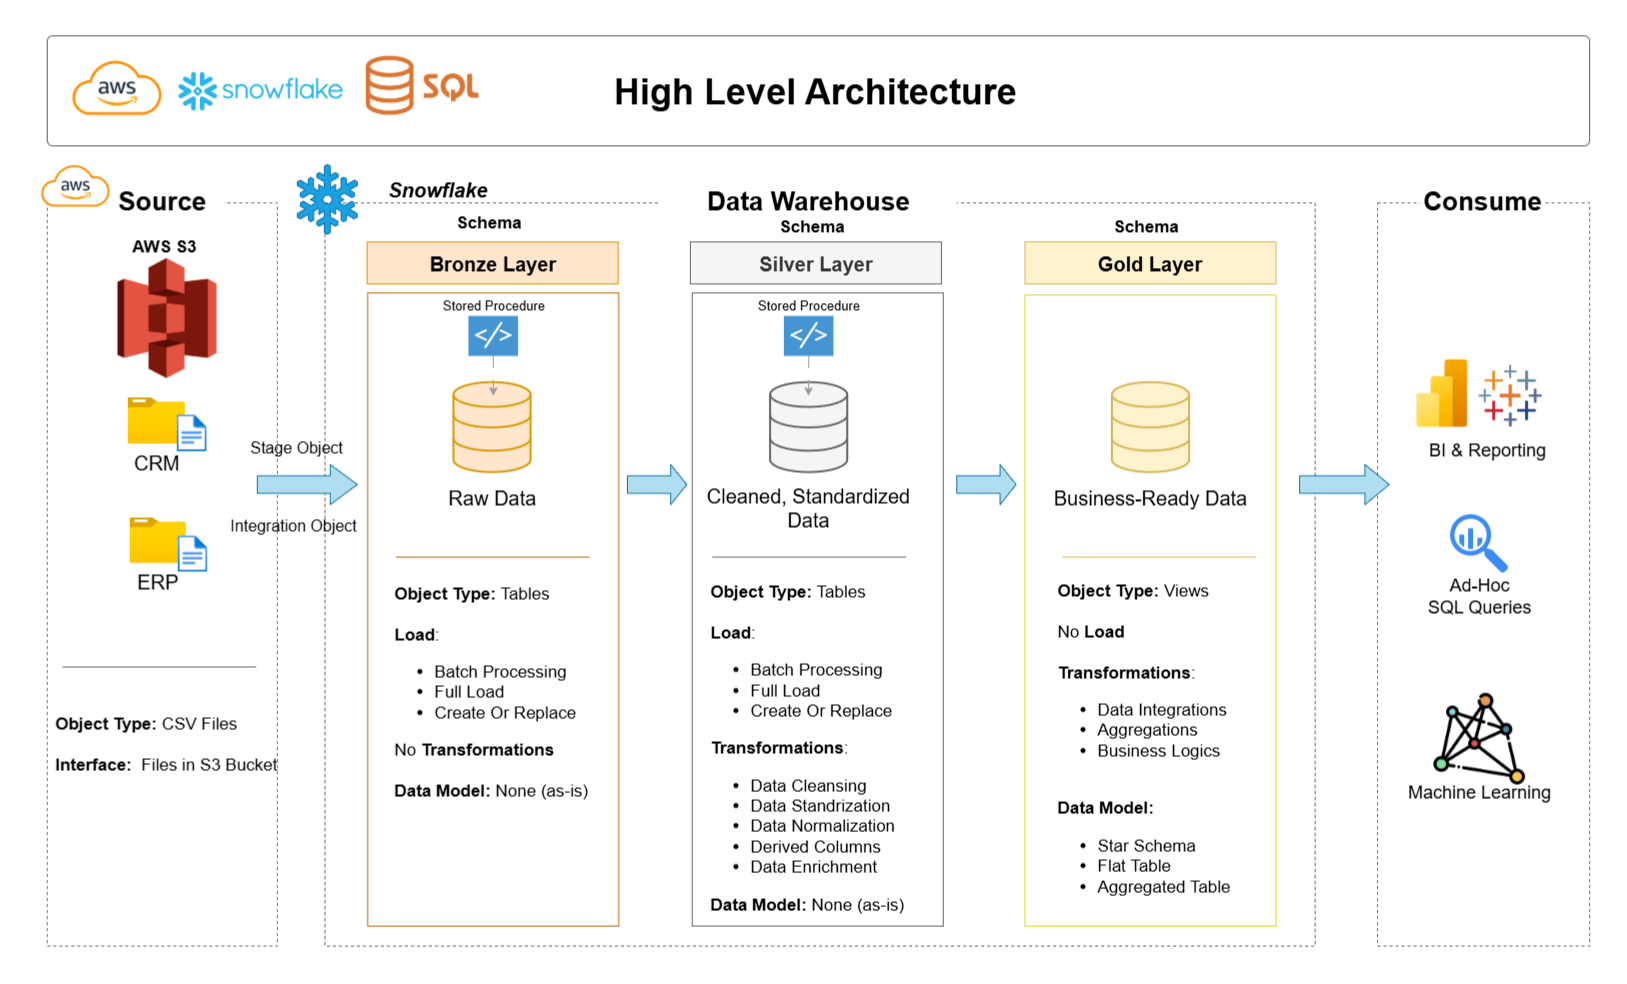 aws
snowflake
SQL
High Level Architecture
aws
Source
AWS S3
CRM
ERP
Object Type: CSV Files
Interface: Files in S3 Bucket
Stage Object
Integration Object
Snowflake
Data Warehouse
Schema
Bronze Layer
Stored Procedure
</>
Raw Data
Object Type: Tables
Load:
• Batch Processing
• Full Load
• Create Or Replace
No Transformations
Data Model: None (as-is)
Schema
Silver Layer
Stored Procedure
</>
Cleaned, Standardized
Data
Object Type: Tables
Load:
• Batch Processing
• Full Load
• Create Or Replace
Transformations:
• Data Cleansing
• Data Standrization
• Data Normalization
• Derived Columns
• Data Enrichment
Data Model: None (as-is)
Schema
Gold Layer
Business-Ready Data
Object Type: Views
No Load
Transformations:
• Data Integrations
• Aggregations
• Business Logics
Data Model:
• Star Schema
• Flat Table
• Aggregated Table
Consume
BI & Reporting
Ad-Hoc
SQL Queries
Machine Learning